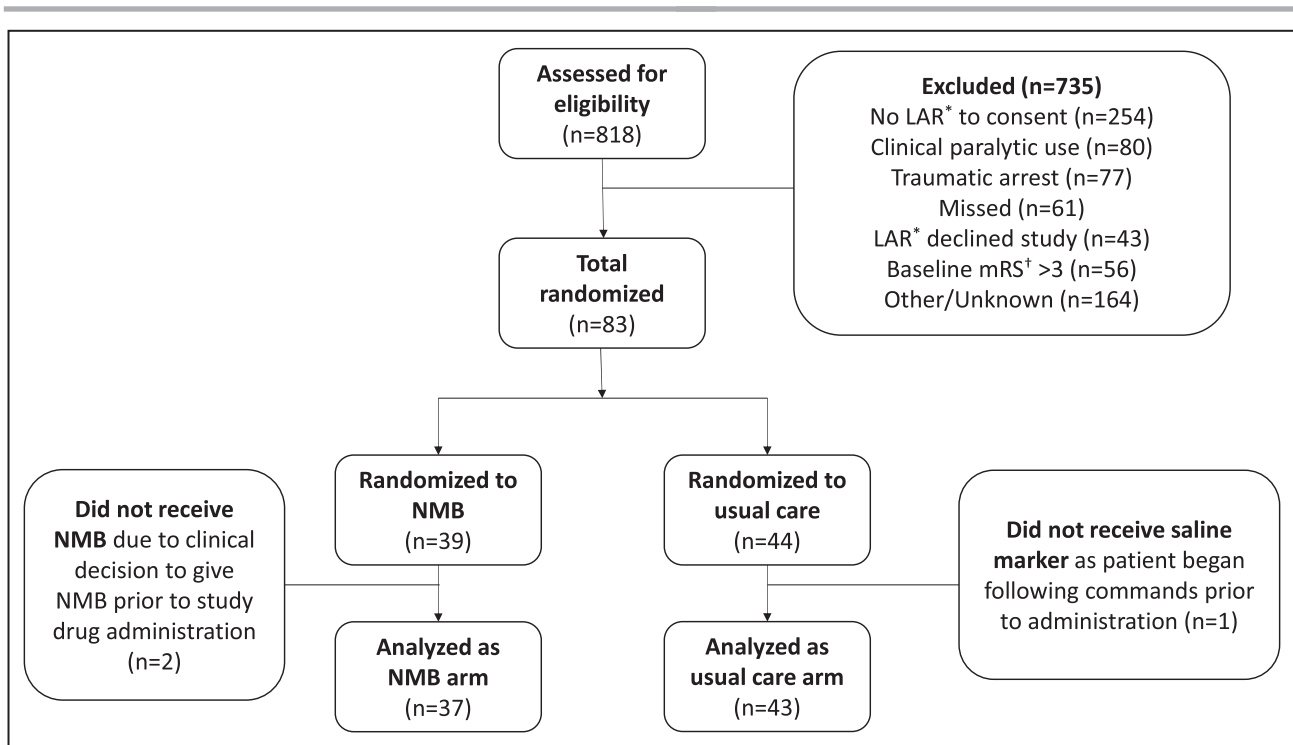 Assessed for
eligibility
(n=818)
Excluded (n=735)
No LAR* to consent (n=254)
Clinical paralytic use (n=80)
Traumatic arrest (n=77)
Missed (n=61)
LAR* declined study (n=43)
Baseline mRS† >3 (n=56)
Other/Unknown (n=164)
Total
randomized
(n=83)
Randomized to
NMB
(n=39)
Randomized to
usual care
(n=44)
Did not receive
NMB due to clinical
decision to give
NMB prior to study
drug administration
(n=2)
Did not receive saline
marker as patient began
following commands prior
to administration (n=1)
Analyzed as
NMB arm
(n=37)
Analyzed as
usual care arm
(n=43)